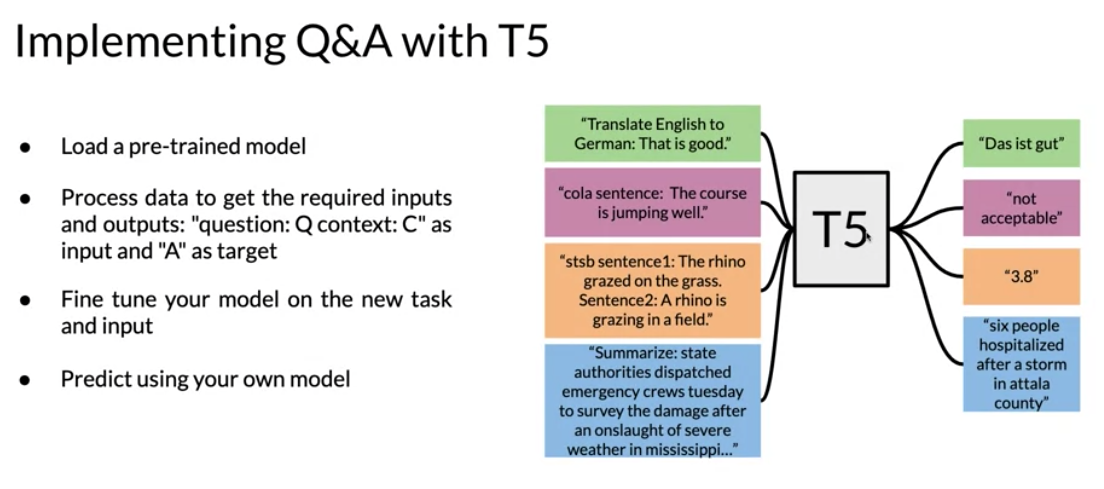 Implementing Q&A with T5
● Load a pre-trained model
● Process data to get the required inputs
and outputs: "question: Q context: C" as
input and "A" as target
● Fine tune your model on the new task
and input
● Predict using your own model
“Translate English to
German: That is good.”
“cola sentence: The course
is jumping well.”
“stsb sentence1: The rhino
grazed on the grass.
Sentence2: A rhino is
grazing in a field.”
“Summarize: state
authorities dispatched
emergency crews tuesday
to survey the damage after
an onslaught of severe
weather in mississippi...”
T5
“Das ist gut”
“not
acceptable”
“3.8”
“six people
hospitalized
after a storm
in attala
county”